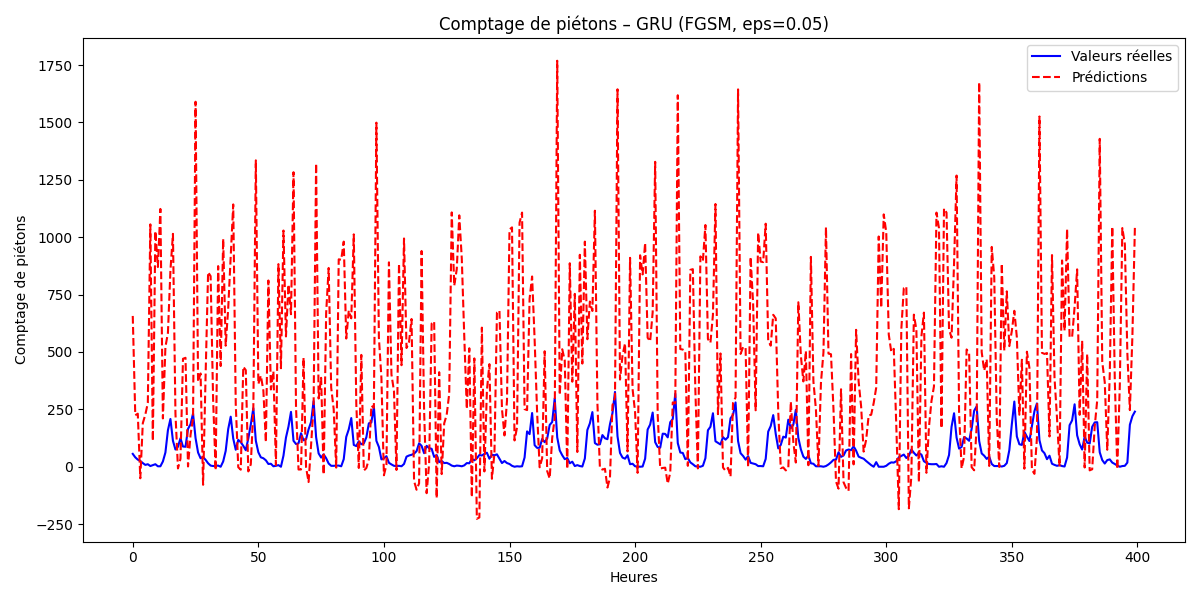 Comptage de piétons – GRU (FGSM, eps=0.05)
Valeurs réelles
Prédictions
Comptage de piétons
1750
1500
1250
1000
750
500
250
0
−250
0 50 100 150 200 250 300 350 400
Heures